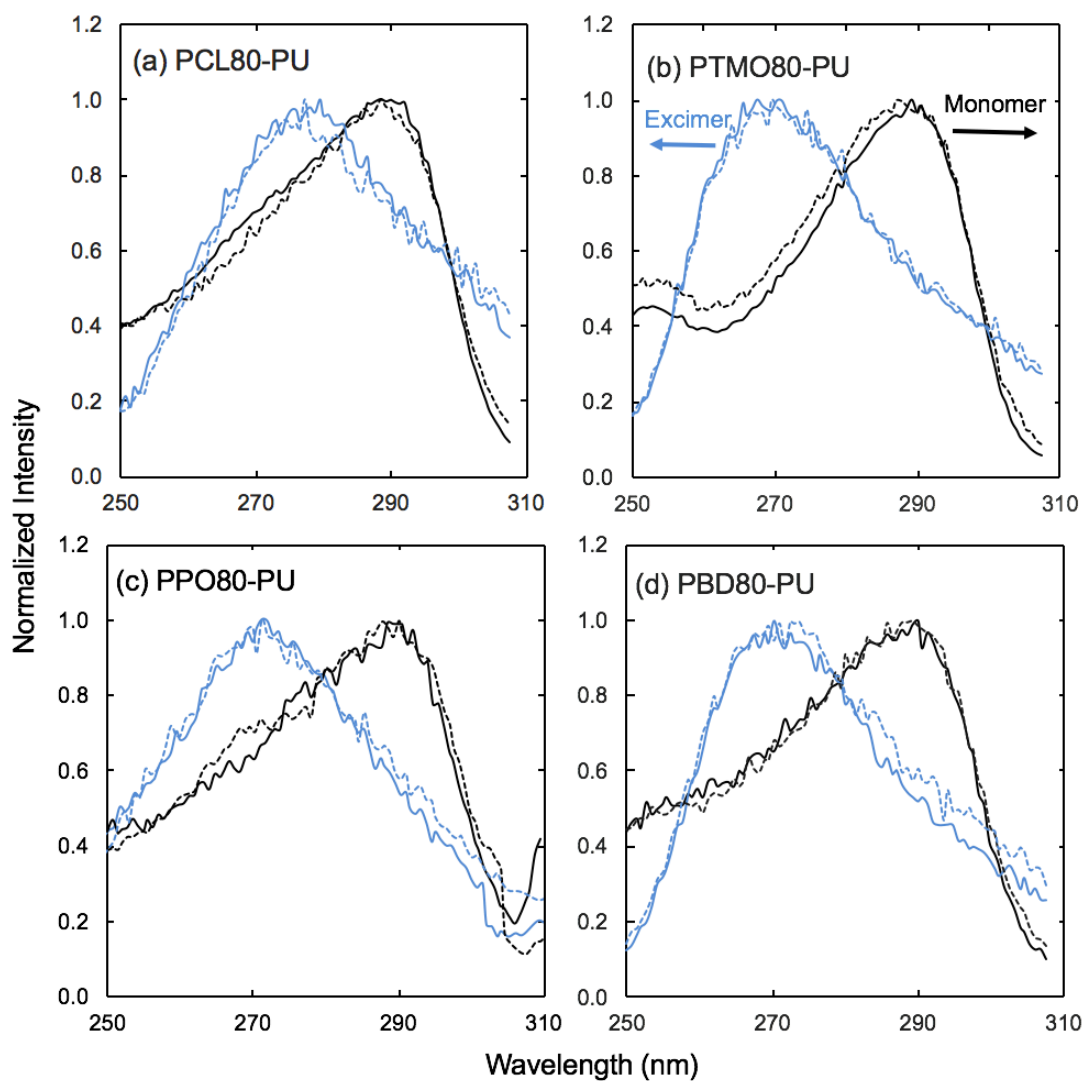 1.2
(a) PCL80-PU
1.0
0.8
0.6
0.4
0.2
0.0
250 270 290 310
1.2
(b) PTMO80-PU
1.0
Excimer
Monomer
0.8
0.6
0.4
0.2
0.0
250 270 290 310
Normalized Intensity
1.2
(c) PPO80-PU
1.0
0.8
0.6
0.4
0.2
0.0
250 270 290 310
1.2
(d) PBD80-PU
1.0
0.8
0.6
0.4
0.2
0.0
250 270 290 310
Wavelength (nm)